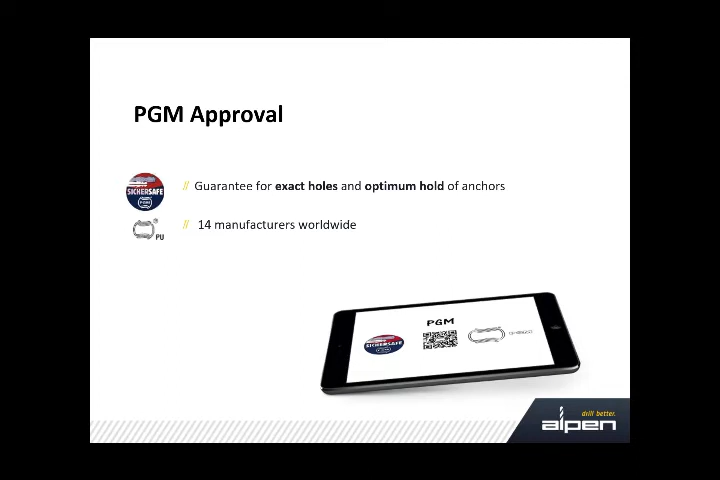 PGM Approval
SICHERSAFE
PGM
// Guarantee for exact holes and optimum hold of anchors
® PU
// 14 manufacturers worldwide
PGM
SICHERSAFE
drill better.
alpen